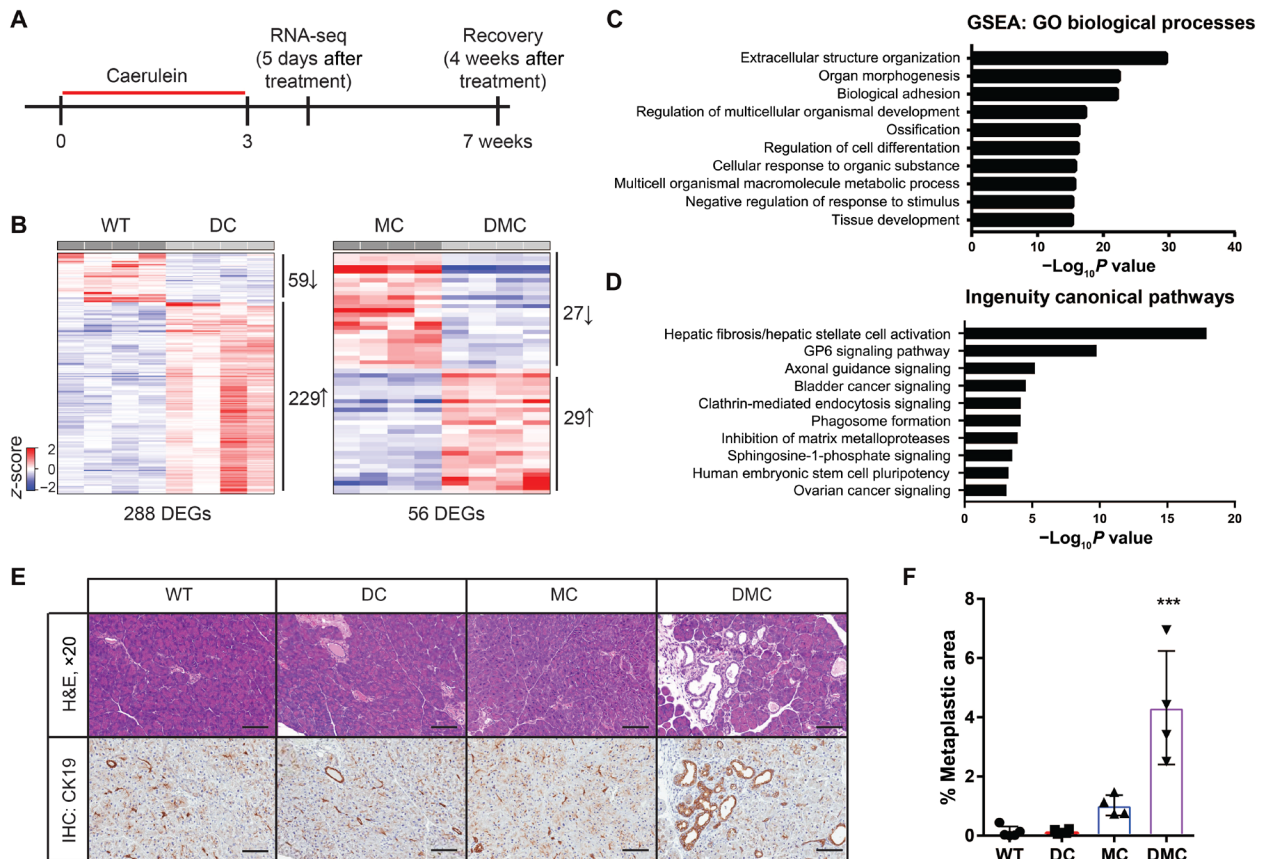 A
RNA-seq
(5 days after
treatment)
Recovery
(4 weeks after
treatment)
Caerulein
0
3
7 weeks
B
WT
DC
MC
DMC
59↓
229↑
27↓
29↑
z-score
2
0
−2
288 DEGs
56 DEGs
C
GSEA: GO biological processes
Extracellular structure organization
Organ morphogenesis
Biological adhesion
Regulation of multicellular organismal development
Ossification
Regulation of cell differentation
Cellular response to organic substance
Multicell organismal macromolecule metabolic process
Negative regulation of response to stimulus
Tissue development
0 10 20 30 40
−Log10P value
D
Ingenuity canonical pathways
Hepatic fibrosis/hepatic stellate cell activation
GP6 signaling pathway
Axonal guidance signaling
Bladder cancer signaling
Clathrin-mediated endocytosis signaling
Phagosome formation
Inhibition of matrix metalloproteases
Sphingosine-1-phosphate signaling
Human embryonic stem cell pluripotency
Ovarian cancer signaling
0 5 10 15 20
−Log10P value
E
WT
DC
MC
DMC
H&E, ×20
IHC: CK19
F
% Metaplastic area
8
6
4
2
0
***
WT
DC
MC
DMC